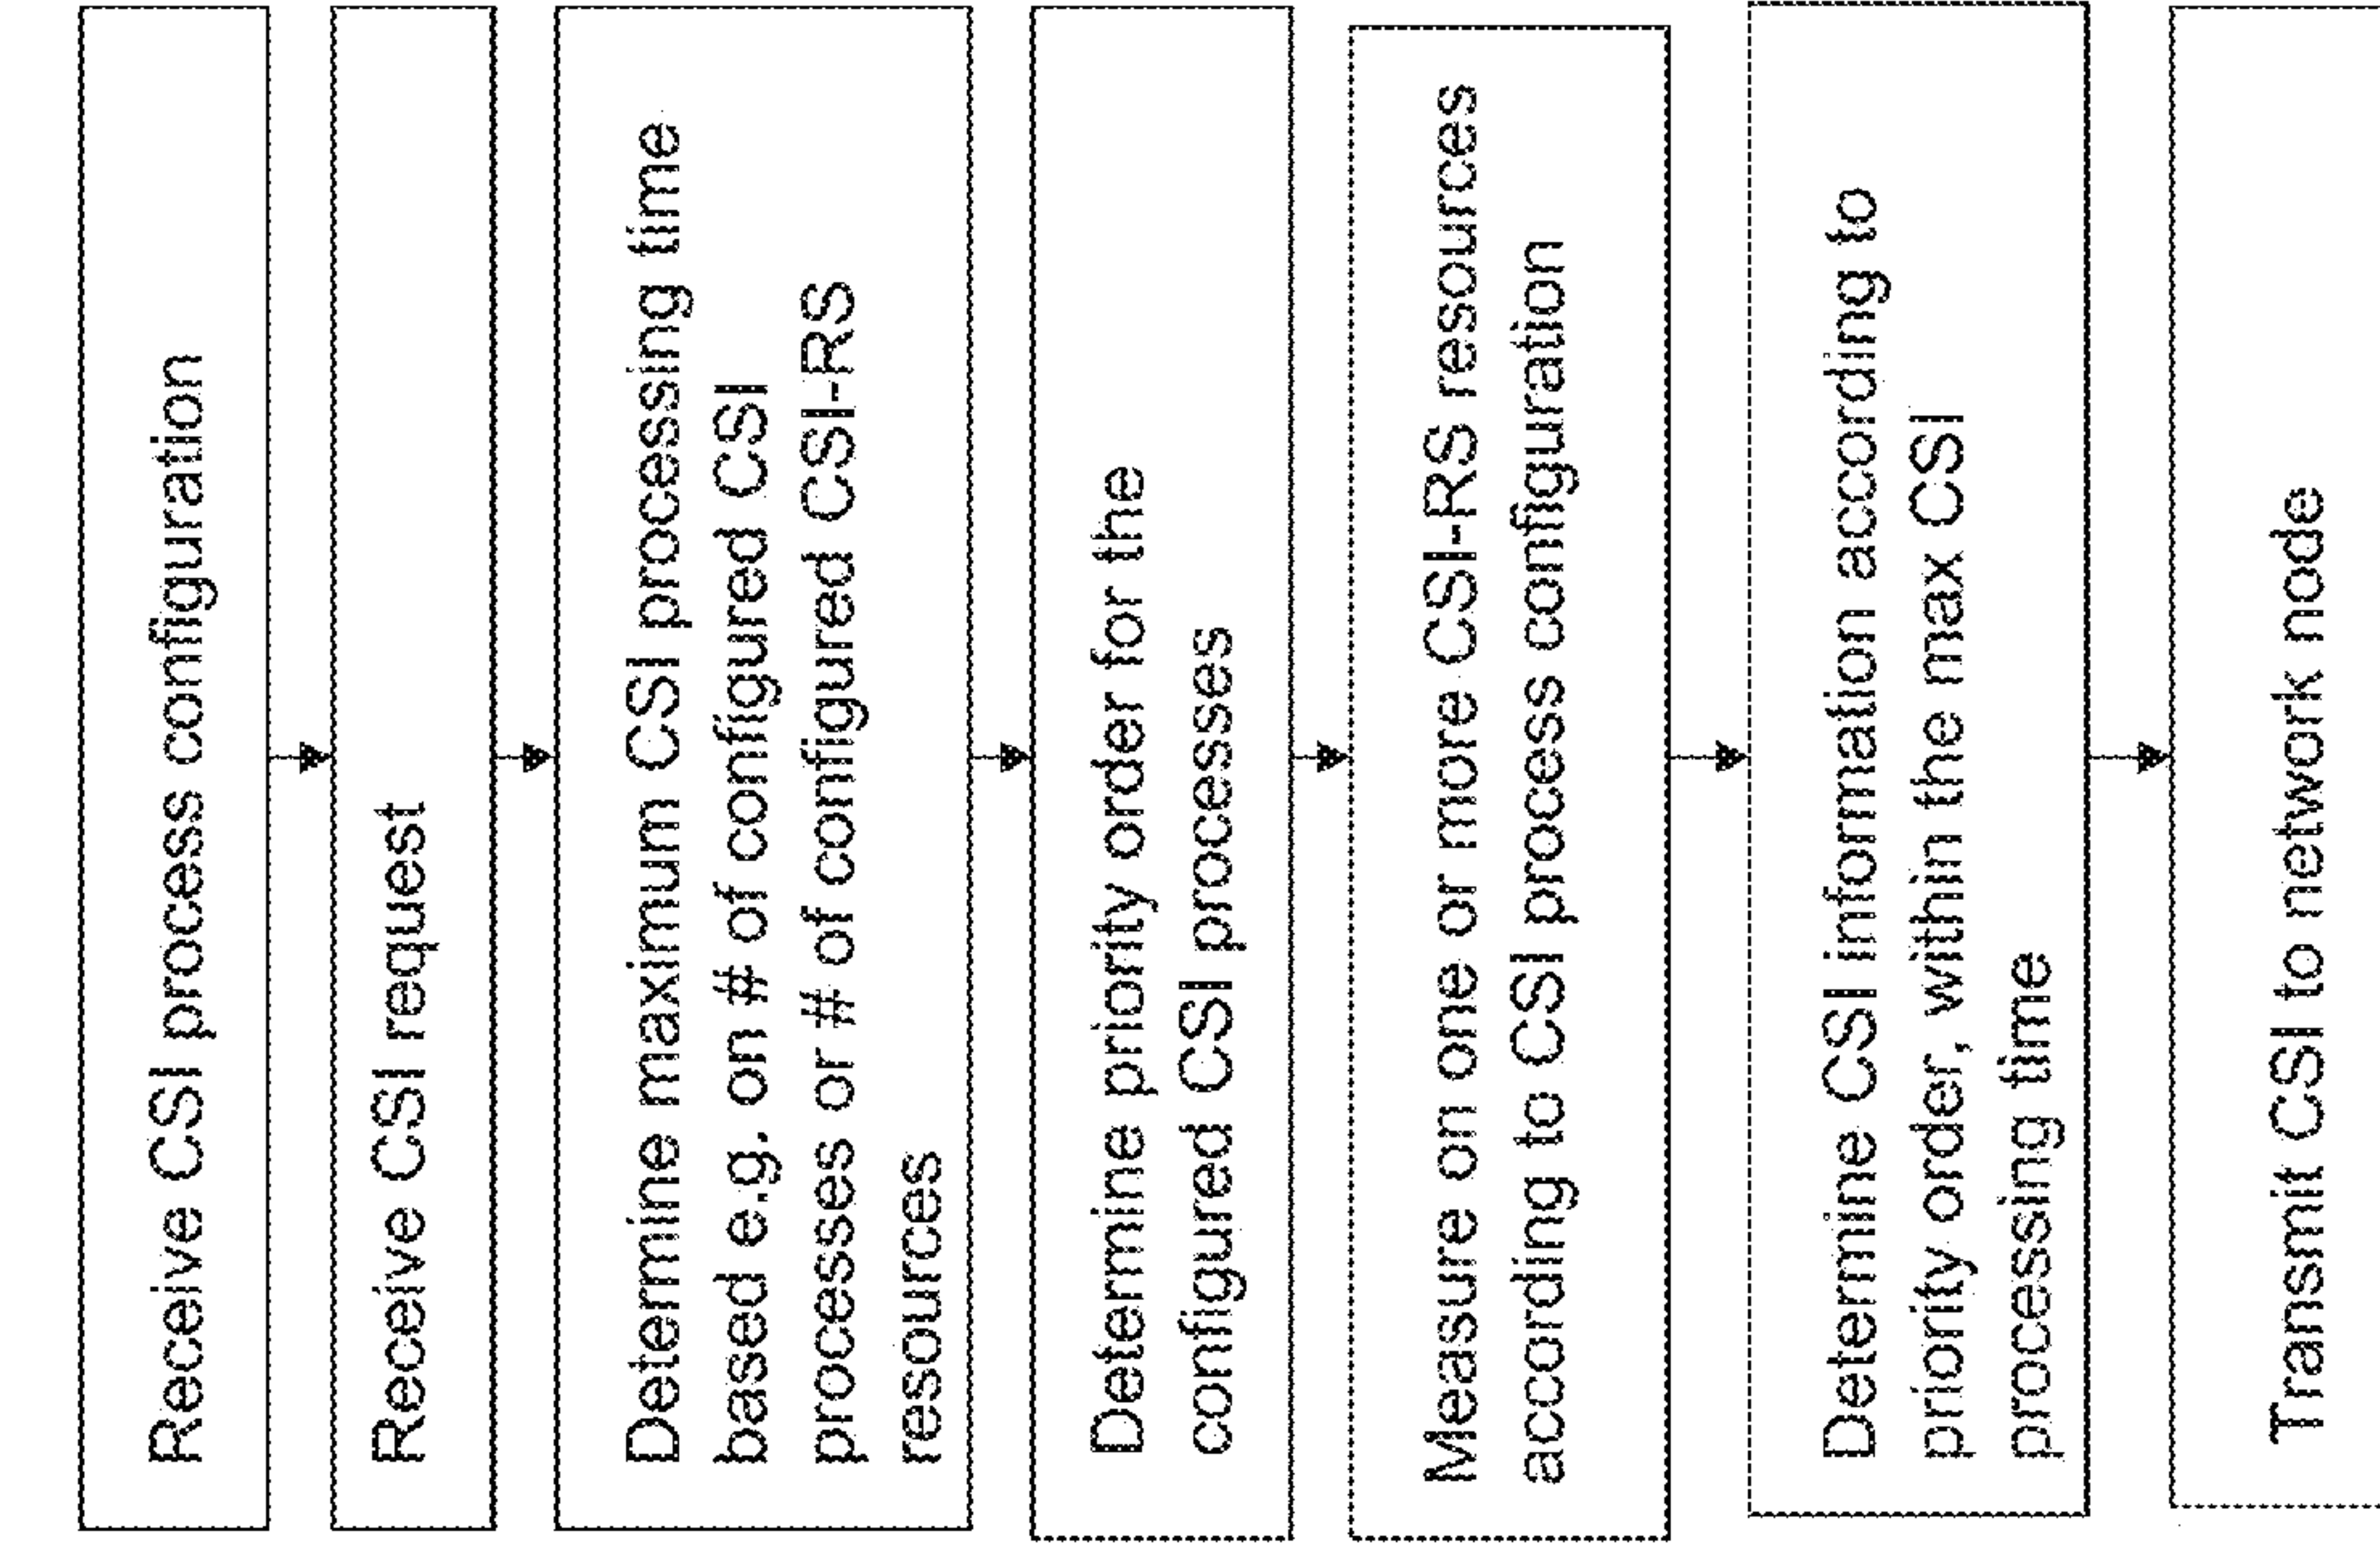 Receive CSI process configuration
Receive CSI request
Determine maximum CSI processing time
based e.g. on # of configured CSI
processes or # of configured CSI-RS
resources
Determine priority order for the
configured CSI processes
Measure on one or more CSI-RS resources
according to CSI process configuration
Determine CSI information according to
priority order, within the max CSI
processing time
Transmit CSI to network node